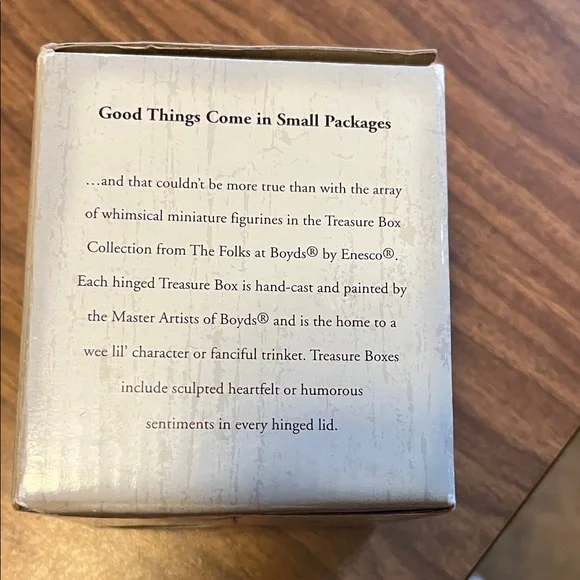 Good Things Come in Small Packages
…and that couldn't be more true than with the array
of whimsical miniature figurines in the Treasure Box
Collection from The Folks at Boyds® by Enesco®.
Each hinged Treasure Box is hand-cast and painted by
the Master Artists of Boyds® and is the home to a
wee lil' character or fanciful trinket. Treasure Boxes
include sculpted heartfelt or humorous
sentiments in every hinged lid.